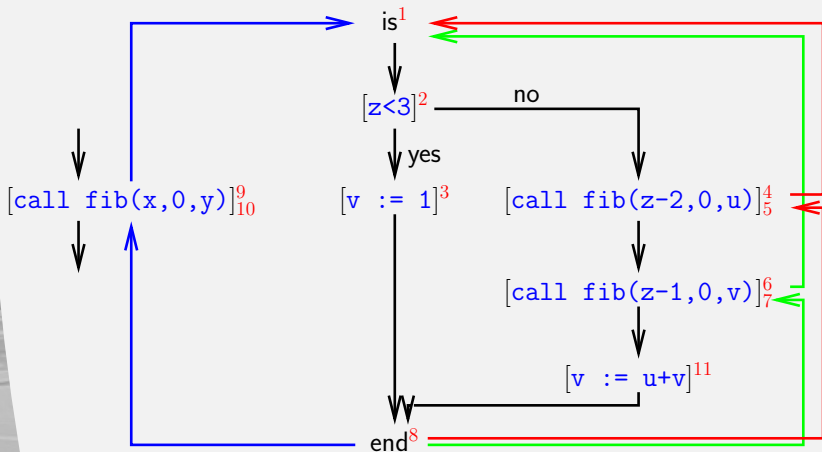 is1
[z<3]2
no
yes
[call fib(x,0,y)]9
10
[v := 1]3
[call fib(z-2,0,u)]4
5
[call fib(z-1,0,v)]6
7
[v := u+v]11
end8